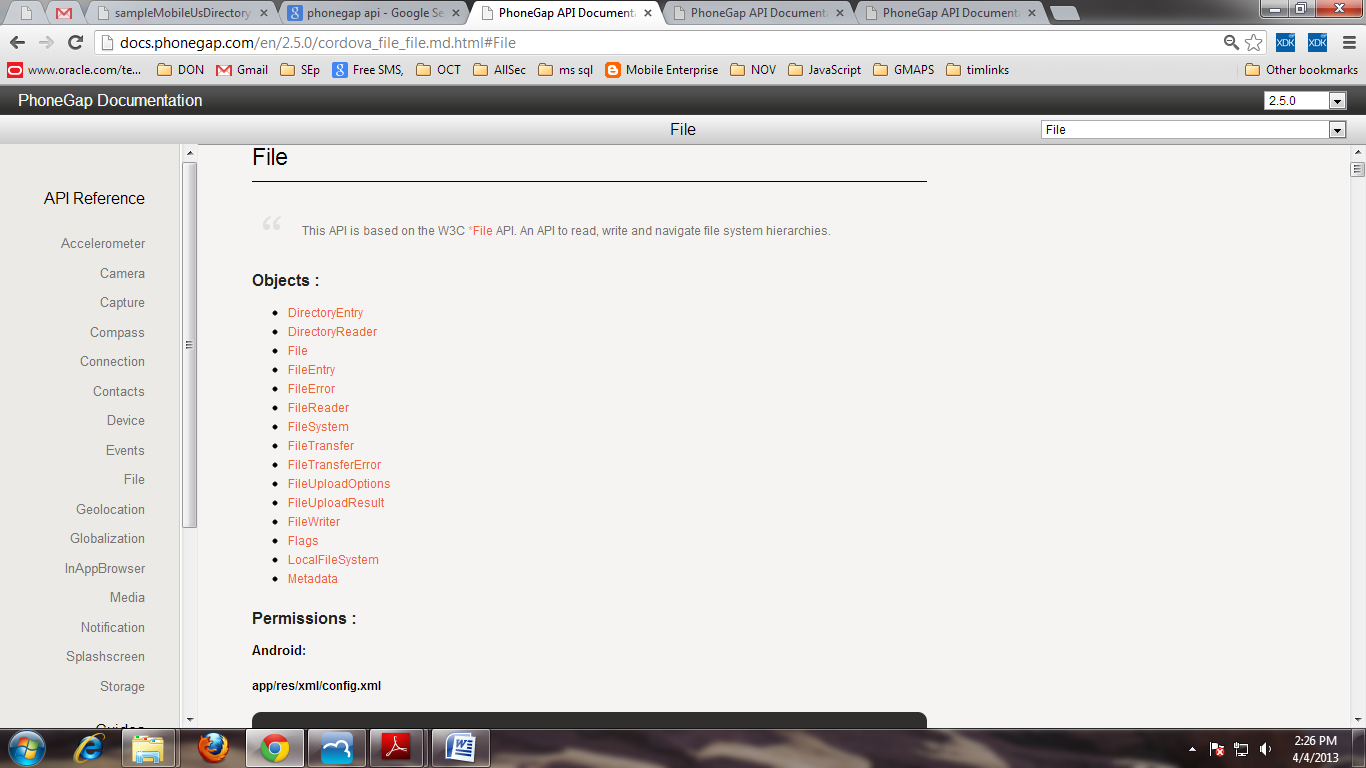 sampleMobileUsDirectory
phonegap api - Google Se
PhoneGap API Documenta
PhoneGap API Documenta
PhoneGap API Documenta
docs.phonegap.com/en/2.5.0/cordova_file_file.md.html#File
XDK
XDK
www.oracle.com/te...
DON
Gmail
SEp
Free SMS,
OCT
AllSec
ms sql
Mobile Enterprise
NOV
JavaScript
GMAPS
timlinks
Other bookmarks
PhoneGap Documentation
2.5.0
File
File
API Reference
Accelerometer
Camera
Capture
Compass
Connection
Contacts
Device
Events
File
Geolocation
Globalization
InAppBrowser
Media
Notification
Splashscreen
Storage
Guides
File
“ This API is based on the W3C *File API. An API to read, write and navigate file system hierarchies.
Objects :
DirectoryEntry
DirectoryReader
File
FileEntry
FileError
FileReader
FileSystem
FileTransfer
FileTransferError
FileUploadOptions
FileUploadResult
FileWriter
Flags
LocalFileSystem
Metadata
Permissions :
Android:
app/res/xml/config.xml
2:26 PM
4/4/2013